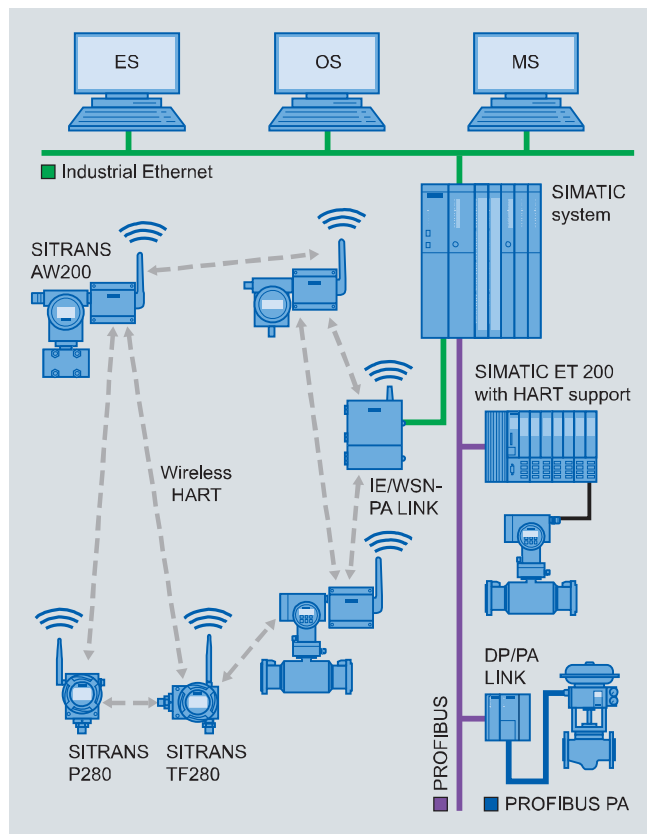 ES
OS
MS
Industrial Ethernet
SIMATIC
system
SITRANS
AW200
SIMATIC ET 200
with HART support
Wireless
HART
IE/WSN-
PA LINK
DP/PA
LINK
SITRANS
P280
SITRANS
TF280
PROFIBUS
PROFIBUS PA